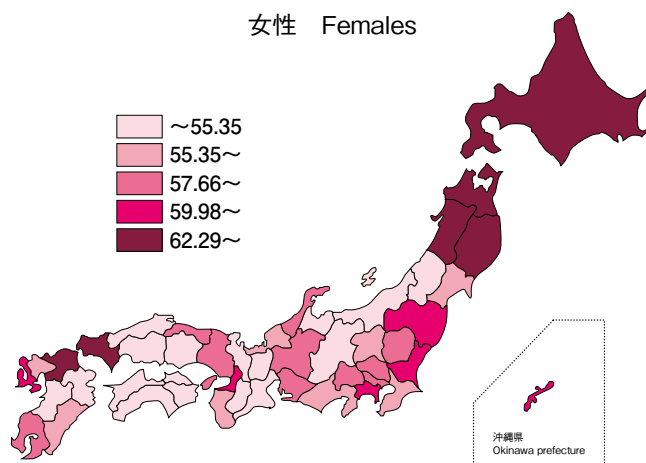 女性　Females
～55.35
55.35～
57.66～
59.98～
62.29～
沖縄県
Okinawa prefecture